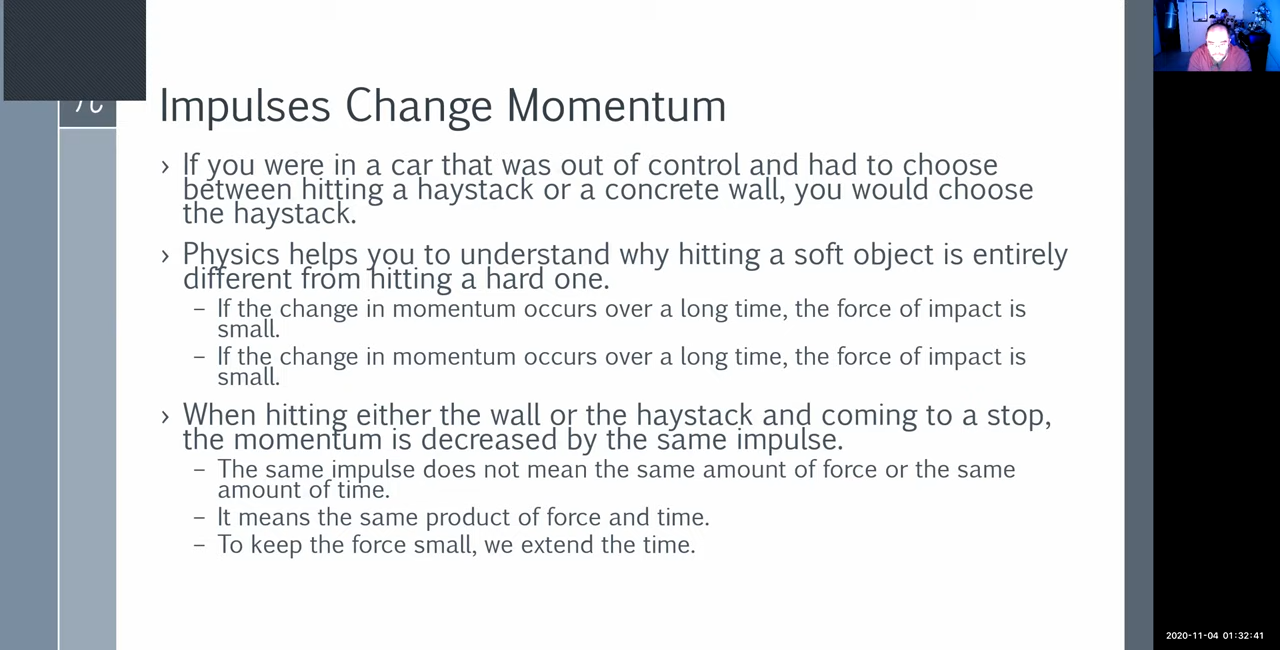 Impulses Change Momentum
› If you were in a car that was out of control and had to choose
between hitting a haystack or a concrete wall, you would choose
the haystack.
› Physics helps you to understand why hitting a soft object is entirely
different from hitting a hard one.
– If the change in momentum occurs over a long time, the force of impact is
small.
– If the change in momentum occurs over a long time, the force of impact is
small.
› When hitting either the wall or the haystack and coming to a stop,
the momentum is decreased by the same impulse.
– The same impulse does not mean the same amount of force or the same
amount of time.
– It means the same product of force and time.
– To keep the force small, we extend the time.
2020-11-04 01:32:41